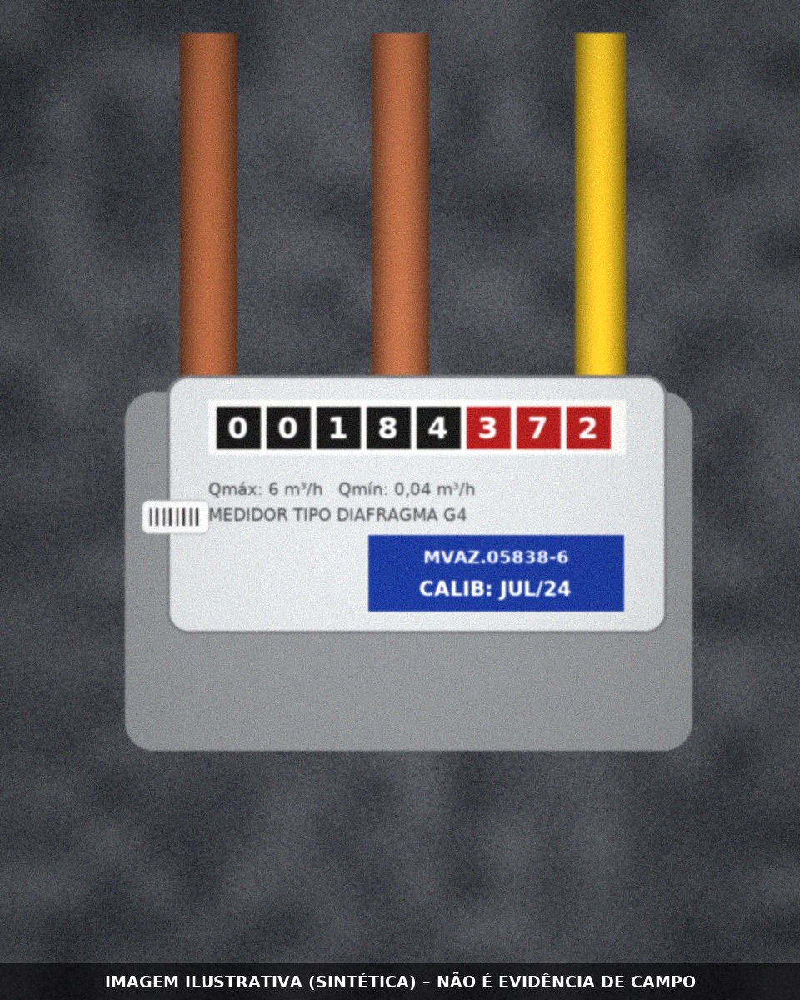 00184372
Qmáx: 6 m³/h   Qmín: 0,04 m³/h
MEDIDOR TIPO DIAFRAGMA G4
MVAZ.05838-6
CALIB: JUL/24
IMAGEM ILUSTRATIVA (SINTÉTICA) – NÃO É EVIDÊNCIA DE CAMPO